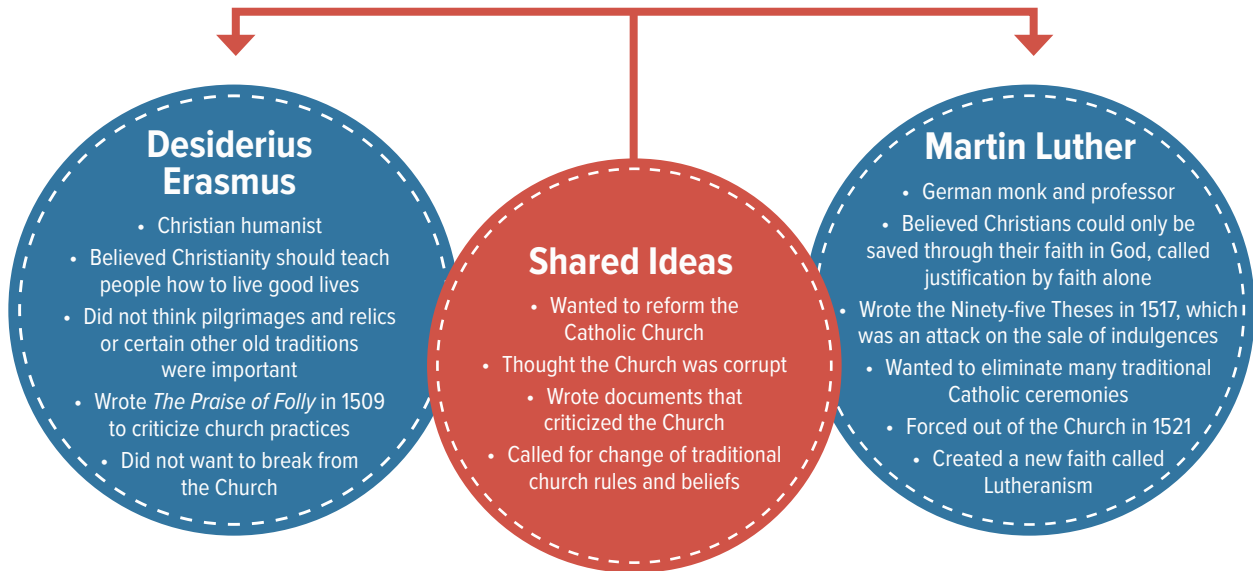 Desiderius
Erasmus
• Christian humanist
• Believed Christianity should teach
people how to live good lives
• Did not think pilgrimages and relics
or certain other old traditions
were important
• Wrote The Praise of Folly in 1509
to criticize church practices
• Did not want to break from
the Church
Shared Ideas
• Wanted to reform the
Catholic Church
• Thought the Church was corrupt
• Wrote documents that
criticized the Church
• Called for change of traditional
church rules and beliefs
Martin Luther
• German monk and professor
• Believed Christians could only be
saved through their faith in God, called
justification by faith alone
• Wrote the Ninety-five Theses in 1517, which
was an attack on the sale of indulgences
• Wanted to eliminate many traditional
Catholic ceremonies
• Forced out of the Church in 1521
• Created a new faith called
Lutheranism